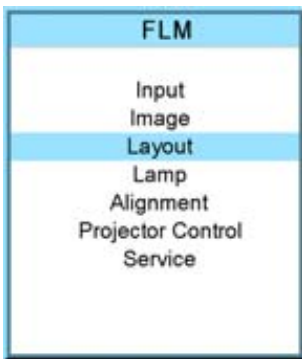 FLM
Input
Image
Layout
Lamp
Alignment
Projector Control
Service